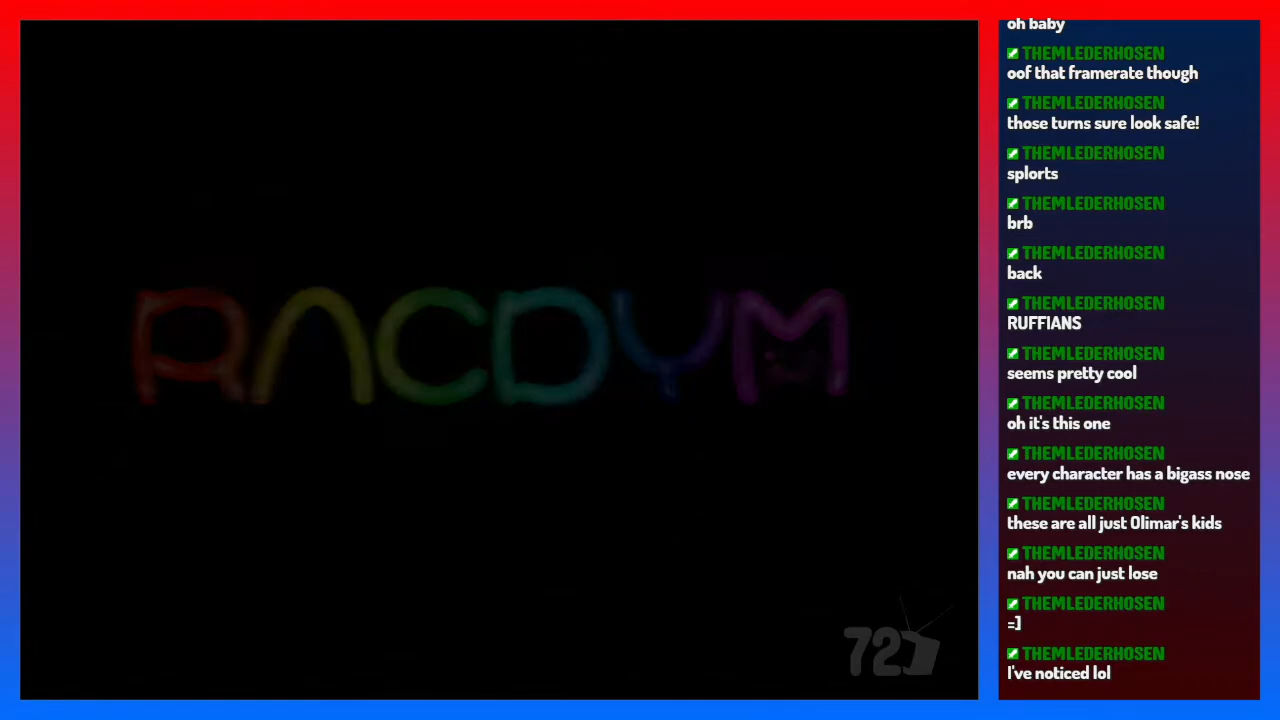 RACDYM
72
oh baby
THEMLEDERHOSEN
oof that framerate though
THEMLEDERHOSEN
those turns sure look safe!
THEMLEDERHOSEN
splorts
THEMLEDERHOSEN
brb
THEMLEDERHOSEN
back
THEMLEDERHOSEN
RUFFIANS
THEMLEDERHOSEN
seems pretty cool
THEMLEDERHOSEN
oh it's this one
THEMLEDERHOSEN
every character has a bigass nose
THEMLEDERHOSEN
these are all just Olimar's kids
THEMLEDERHOSEN
nah you can just lose
THEMLEDERHOSEN
=]
THEMLEDERHOSEN
I've noticed lol